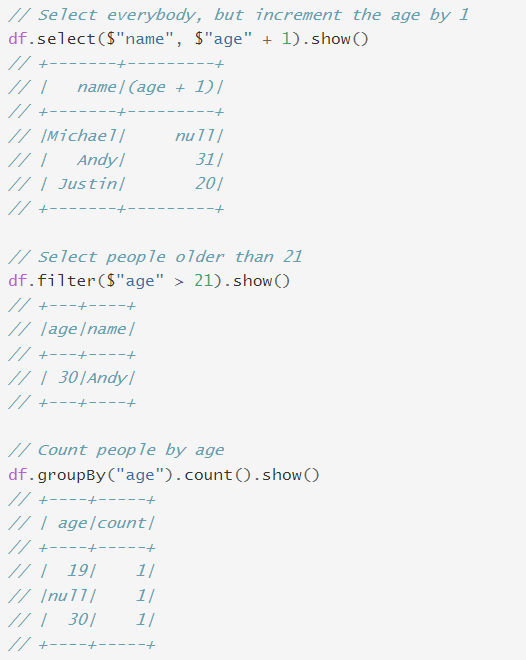 // Select everybody, but increment the age by 1
df.select($"name", $"age" + 1).show()
// +-------+---------+
// |   name|(age + 1)|
// +-------+---------+
// |Michael|     null|
// |   Andy|       31|
// | Justin|       20|
// +-------+---------+

// Select people older than 21
df.filter($"age" > 21).show()
// +---+----+
// |age|name|
// +---+----+
// | 30|Andy|
// +---+----+

// Count people by age
df.groupBy("age").count().show()
// +----+-----+
// | age|count|
// +----+-----+
// |  19|    1|
// |null|    1|
// |  30|    1|
// +----+-----+